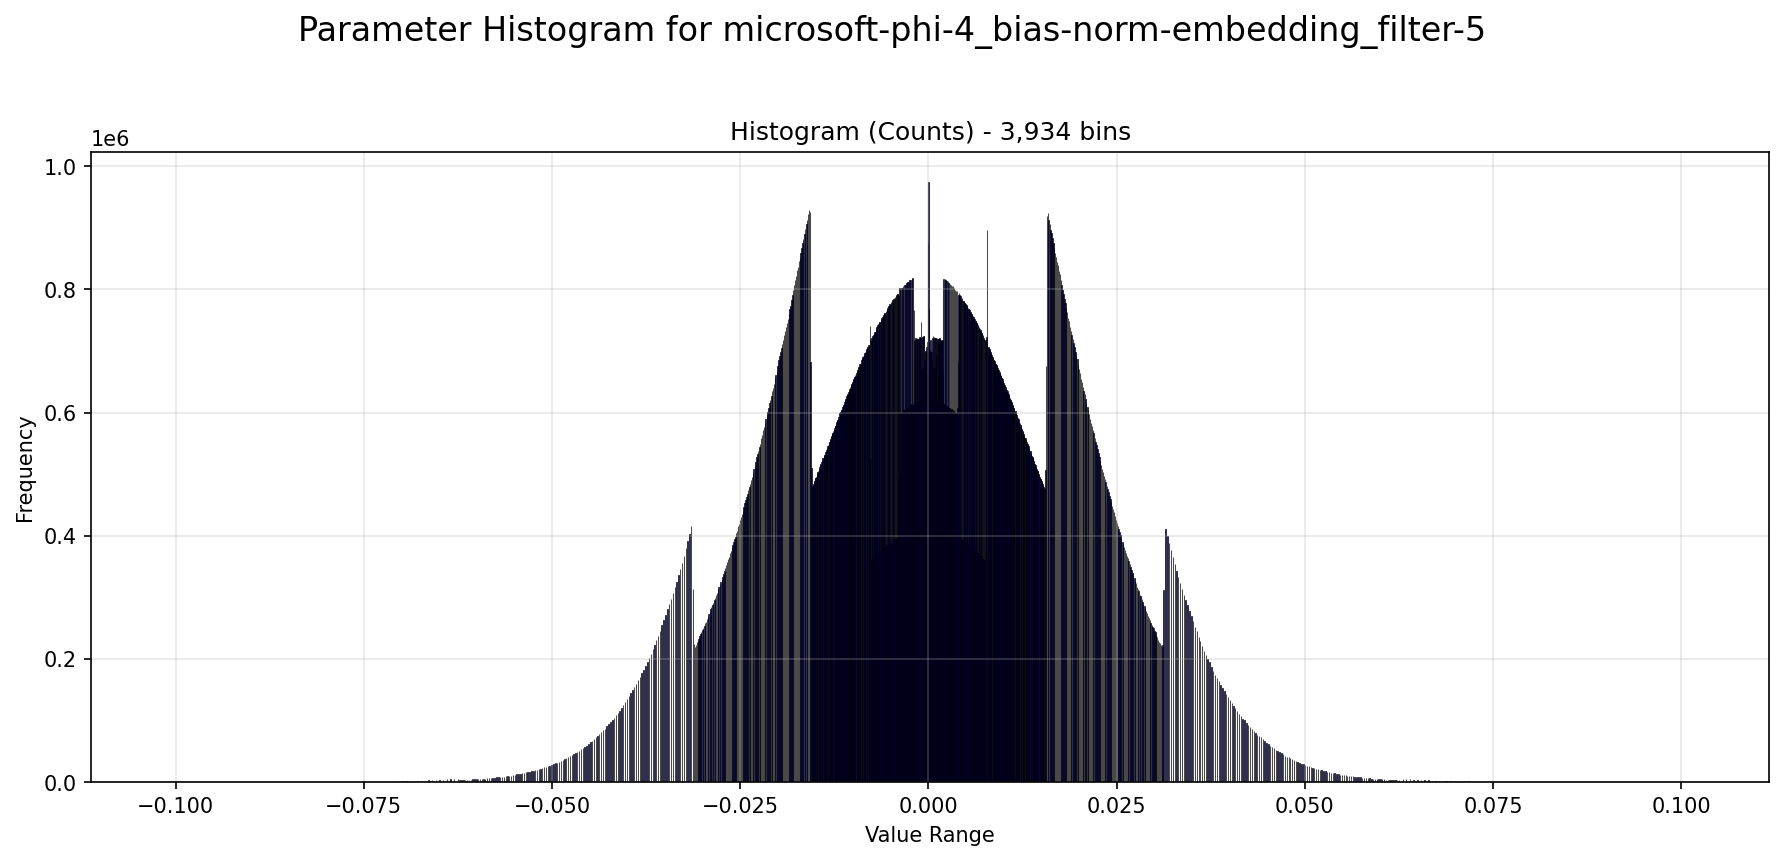 Parameter Histogram for microsoft-phi-4_bias-norm-embedding_filter-5
Histogram (Counts) - 3,934 bins
1e6
1.0
0.8
0.6
0.4
0.2
0.0
Frequency
−0.100 −0.075 −0.050 −0.025 0.000 0.025 0.050 0.075 0.100
Value Range